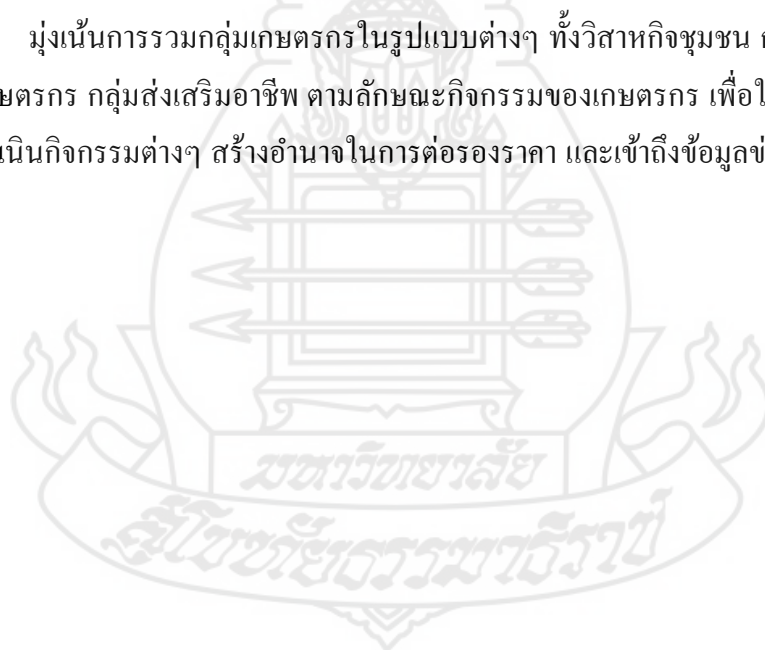 มุ่งเน้นการรวมกลุ่มเกษตรกรในรูปแบบต่างๆ ทั้งวิสาหกิจชุมชน
ษตรกร กลุ่มส่งเสริมอาชีพ ตามลักษณะกิจกรรมของเกษตรกร เพื่อ
นินกิจกรรมต่างๆ สร้างอำนาจในการต่อรองราคา และเข้าถึงข้อมูล
มหาวิทยาลัย
สุโขทัยธรรมาธิราช